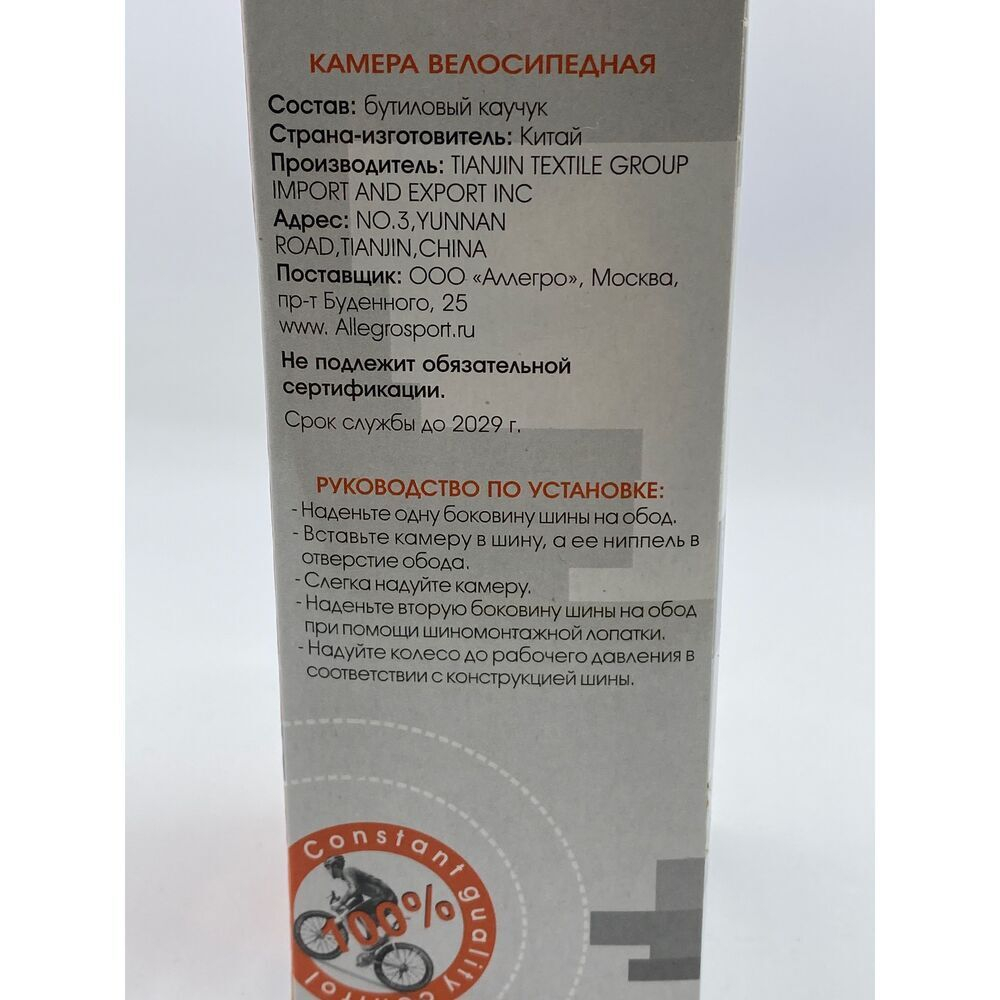 КАМЕРА ВЕЛОСИПЕДНАЯ
Состав: бутиловый каучук
Страна-изготовитель: Китай
Производитель: TIANJIN TEXTILE GROUP
IMPORT AND EXPORT INC
Адрес: NO.3,YUNNAN
ROAD,TIANJIN,CHINA
Поставщик: ООО «Аллегро», Москва,
пр-т Буденного, 25
www. Allegrosport.ru
Не подлежит обязательной
сертификации.
Срок службы до 2029 г.
РУКОВОДСТВО ПО УСТАНОВКЕ:
- Наденьте одну боковину шины на обод.
- Вставьте камеру в шину, а ее ниппель в
отверстие обода.
- Слегка надуйте камеру.
- Наденьте вторую боковину шины на обод
при помощи шиномонтажной лопатки.
- Надуйте колесо до рабочего давления в
соответствии с конструкцией шины.
Constant guality control
100%